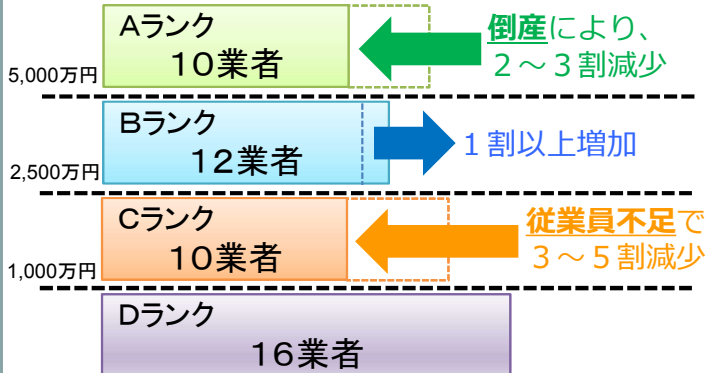 Aランク
10業者
倒産により、
2～3割減少
5,000万円
Bランク
12業者
1割以上増加
2,500万円
Cランク
10業者
従業員不足で
3～5割減少
1,000万円
Dランク
16業者